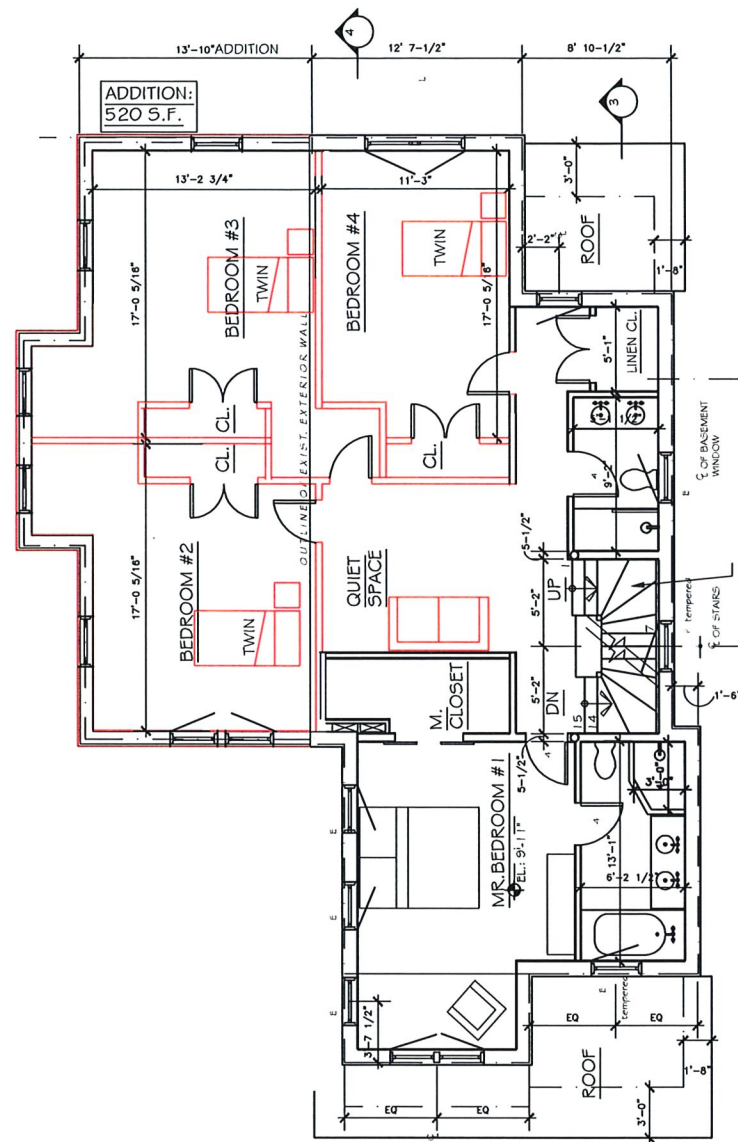 13'-10" ADDITION
4
12' 7-1/2"
8' 10-1/2"
ADDITION:
520 S.F.
3
3'-0"
13'-2 3/4"
11'-3"
BEDROOM #3
TWIN
17'-0 5/16"
BEDROOM #4
TWIN
17'-0 5/16"
2'-2"
ROOF
1'-8"
OUTLINE OF EXIST. EXTERIOR WALL
5'-1"
LINEN CL.
CL.
CL.
CL.
9'-2"
℄ OF BASEMENT
WINDOW
E
BEDROOM #2
TWIN
17'-0 5/16"
QUIET
SPACE
5-1/2"
UP
5'-2"
5'-2"
DN
7
15
14
tempered
℄ OF STAIRS
1'-6"
M.
CLOSET
MR.BEDROOM #1
EL.: 9'-11"
5-1/2"
13'-1"
6'-2 1/2"
E
E
E
3'-7 1/2"
E
tempered
EQ
EQ
ROOF
1'-8"
EQ
EQ
3'-0"